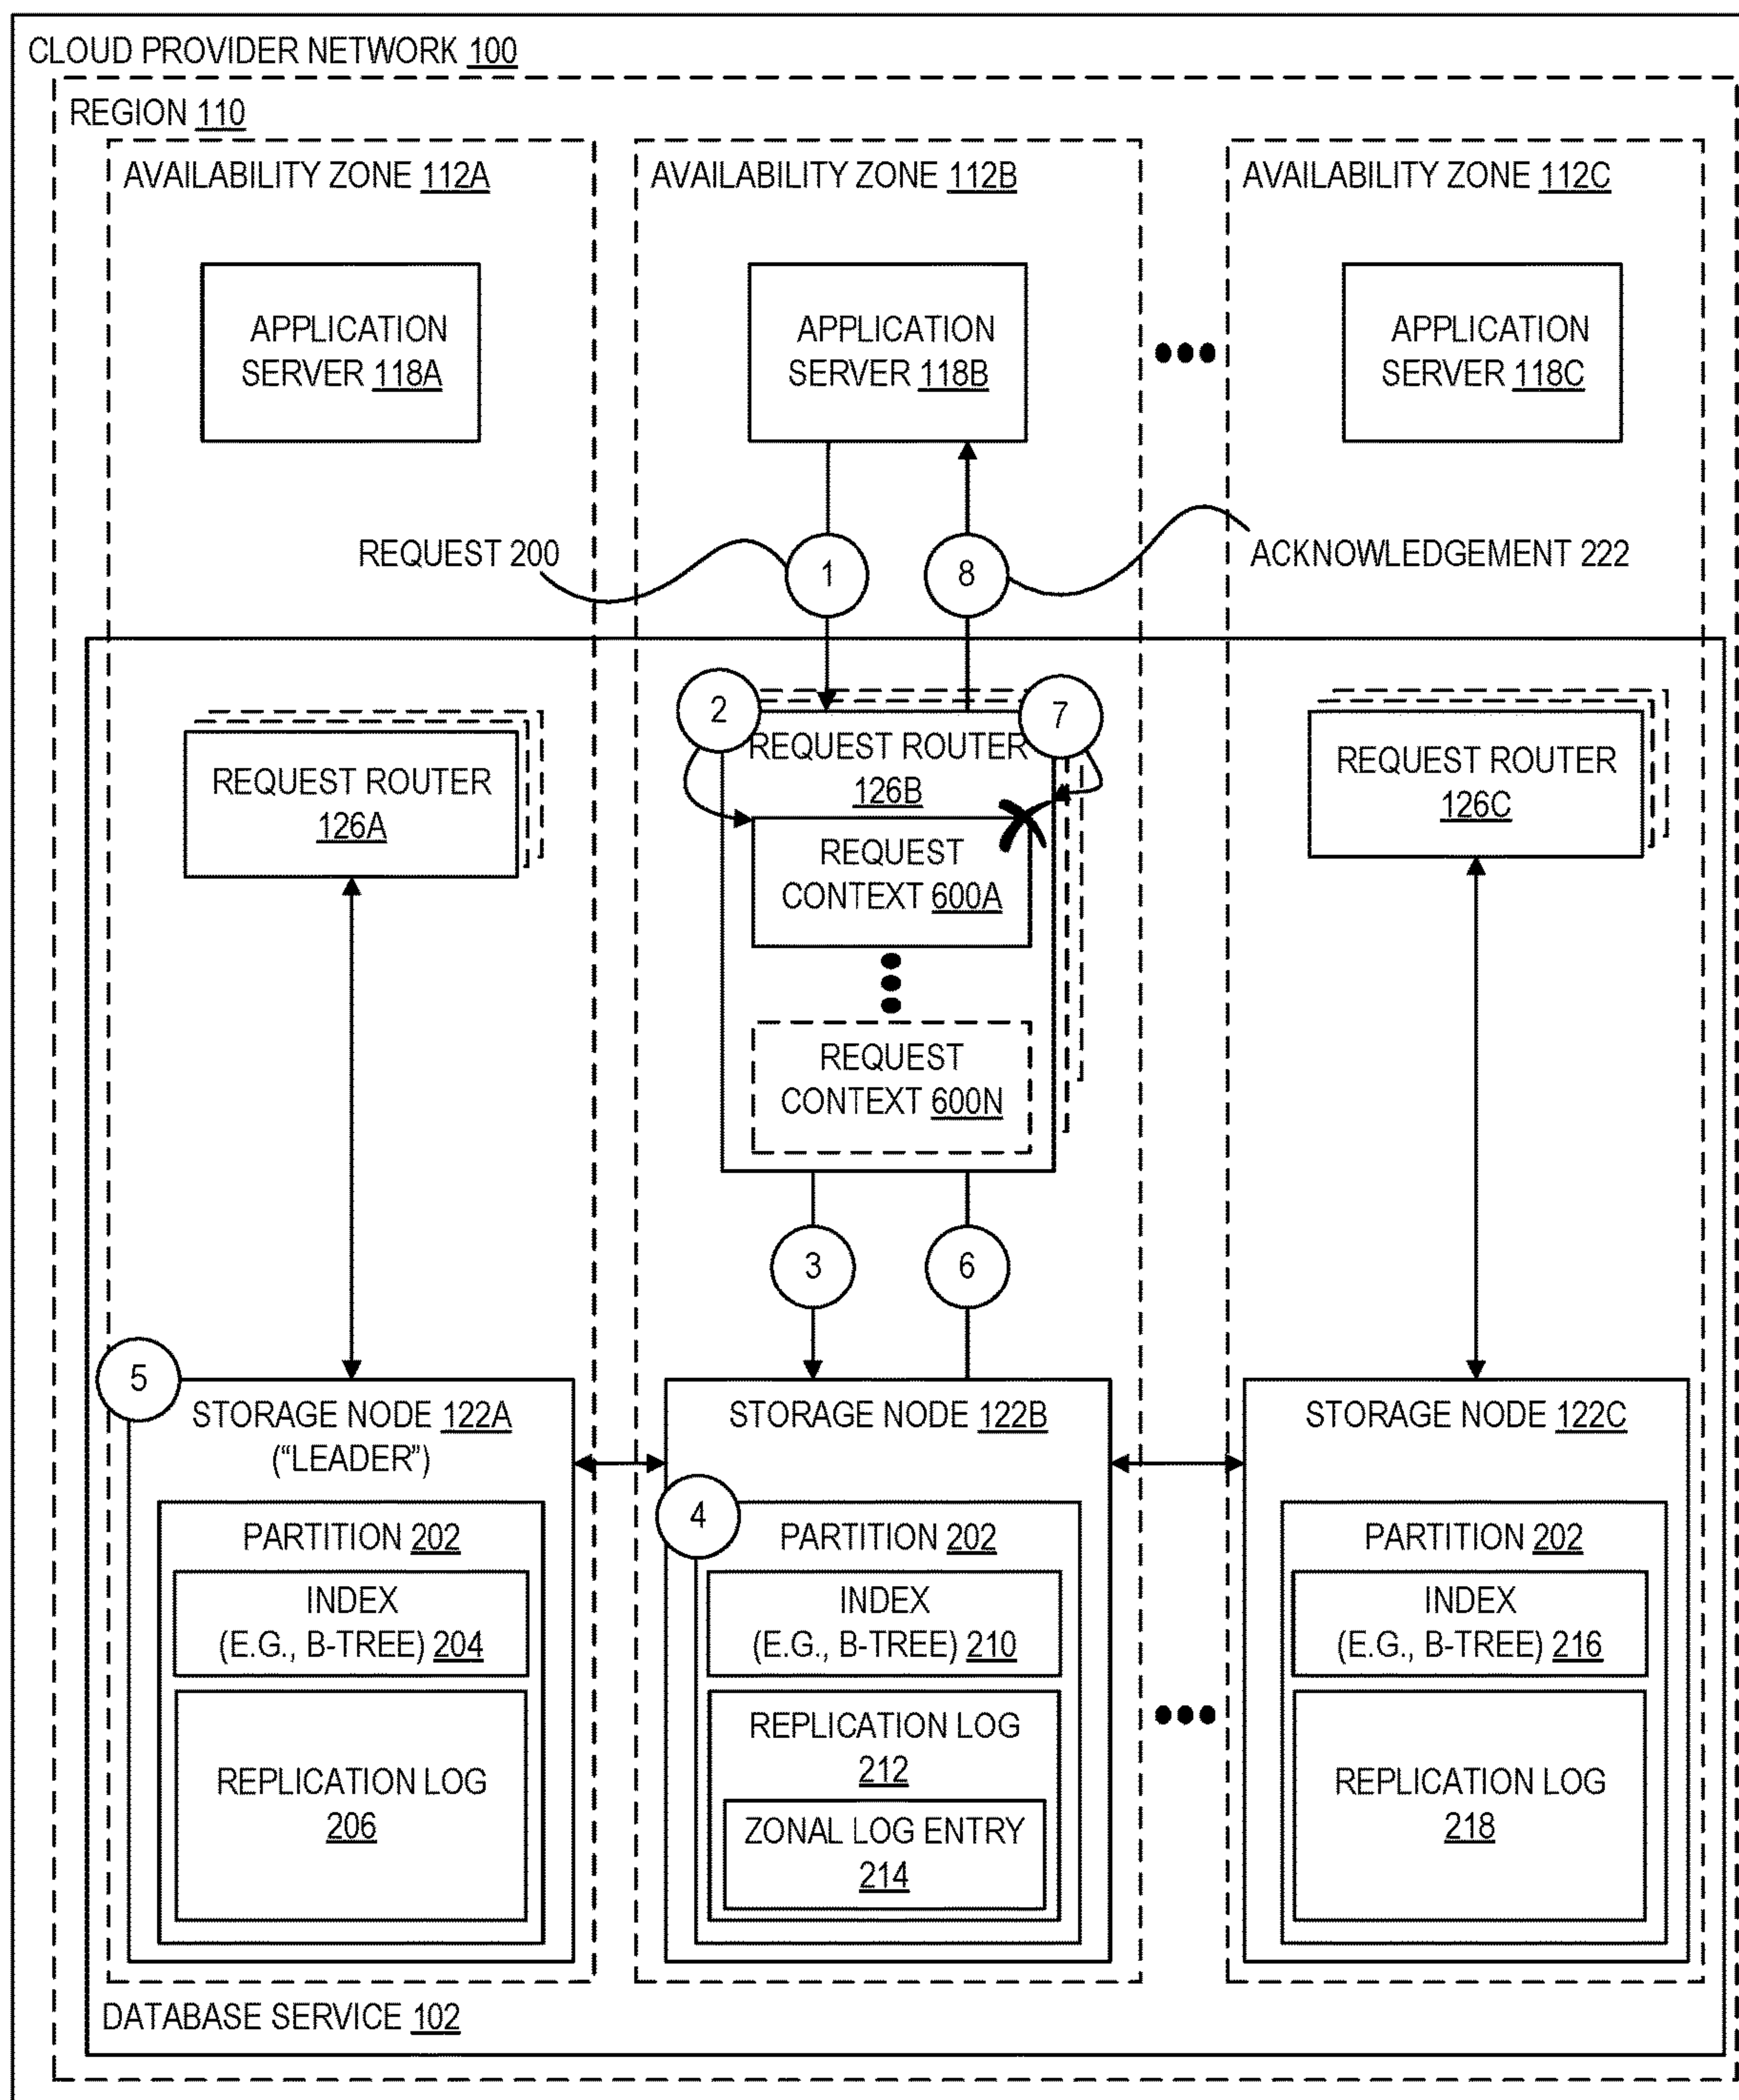 CLOUD PROVIDER NETWORK 100
REGION 110
AVAILABILITY ZONE 112A
AVAILABILITY ZONE 112B
AVAILABILITY ZONE 112C
APPLICATION
SERVER 118A
APPLICATION
SERVER 118B
APPLICATION
SERVER 118C
REQUEST 200
1
8
ACKNOWLEDGEMENT 222
2
7
REQUEST ROUTER
126A
REQUEST ROUTER
126B
REQUEST
CONTEXT 600A
REQUEST
CONTEXT 600N
REQUEST ROUTER
126C
3
6
5
STORAGE NODE 122A
("LEADER")
PARTITION 202
INDEX
(E.G., B-TREE) 204
REPLICATION LOG
206
STORAGE NODE 122B
4
PARTITION 202
INDEX
(E.G., B-TREE) 210
REPLICATION LOG
212
ZONAL LOG ENTRY
214
STORAGE NODE 122C
PARTITION 202
INDEX
(E.G., B-TREE) 216
REPLICATION LOG
218
DATABASE SERVICE 102